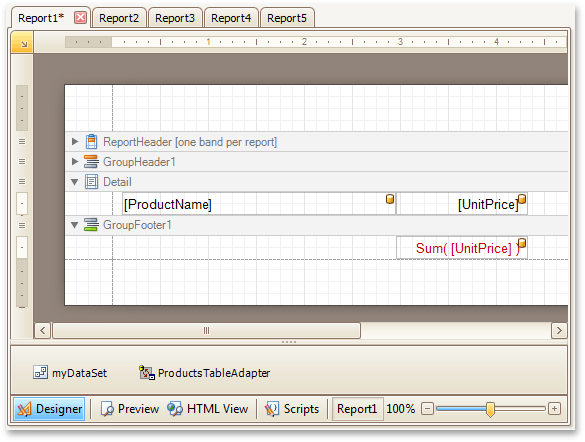 Report1* Report2 Report3 Report4 Report5
1 2 3 4
ReportHeader [one band per report]
GroupHeader1
Detail
[ProductName] [UnitPrice]
GroupFooter1
Sum( [UnitPrice] )
myDataSet ProductsTableAdapter
Designer Preview HTML View Scripts Report1 100%